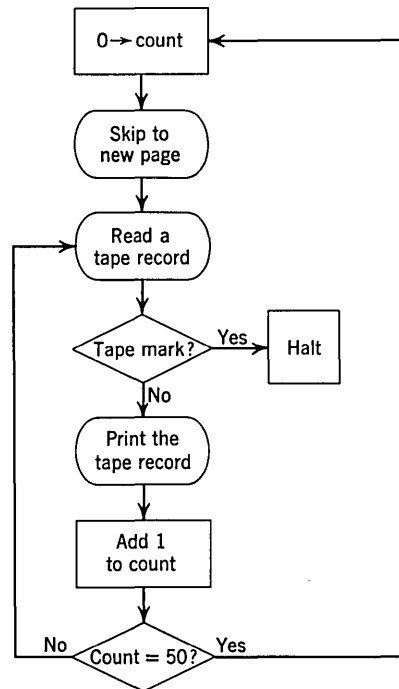 0→ count
Skip to
new page
Read a
tape record
Tape mark?
Yes
Halt
No
Print the
tape record
Add 1
to count
No
Count = 50?
Yes